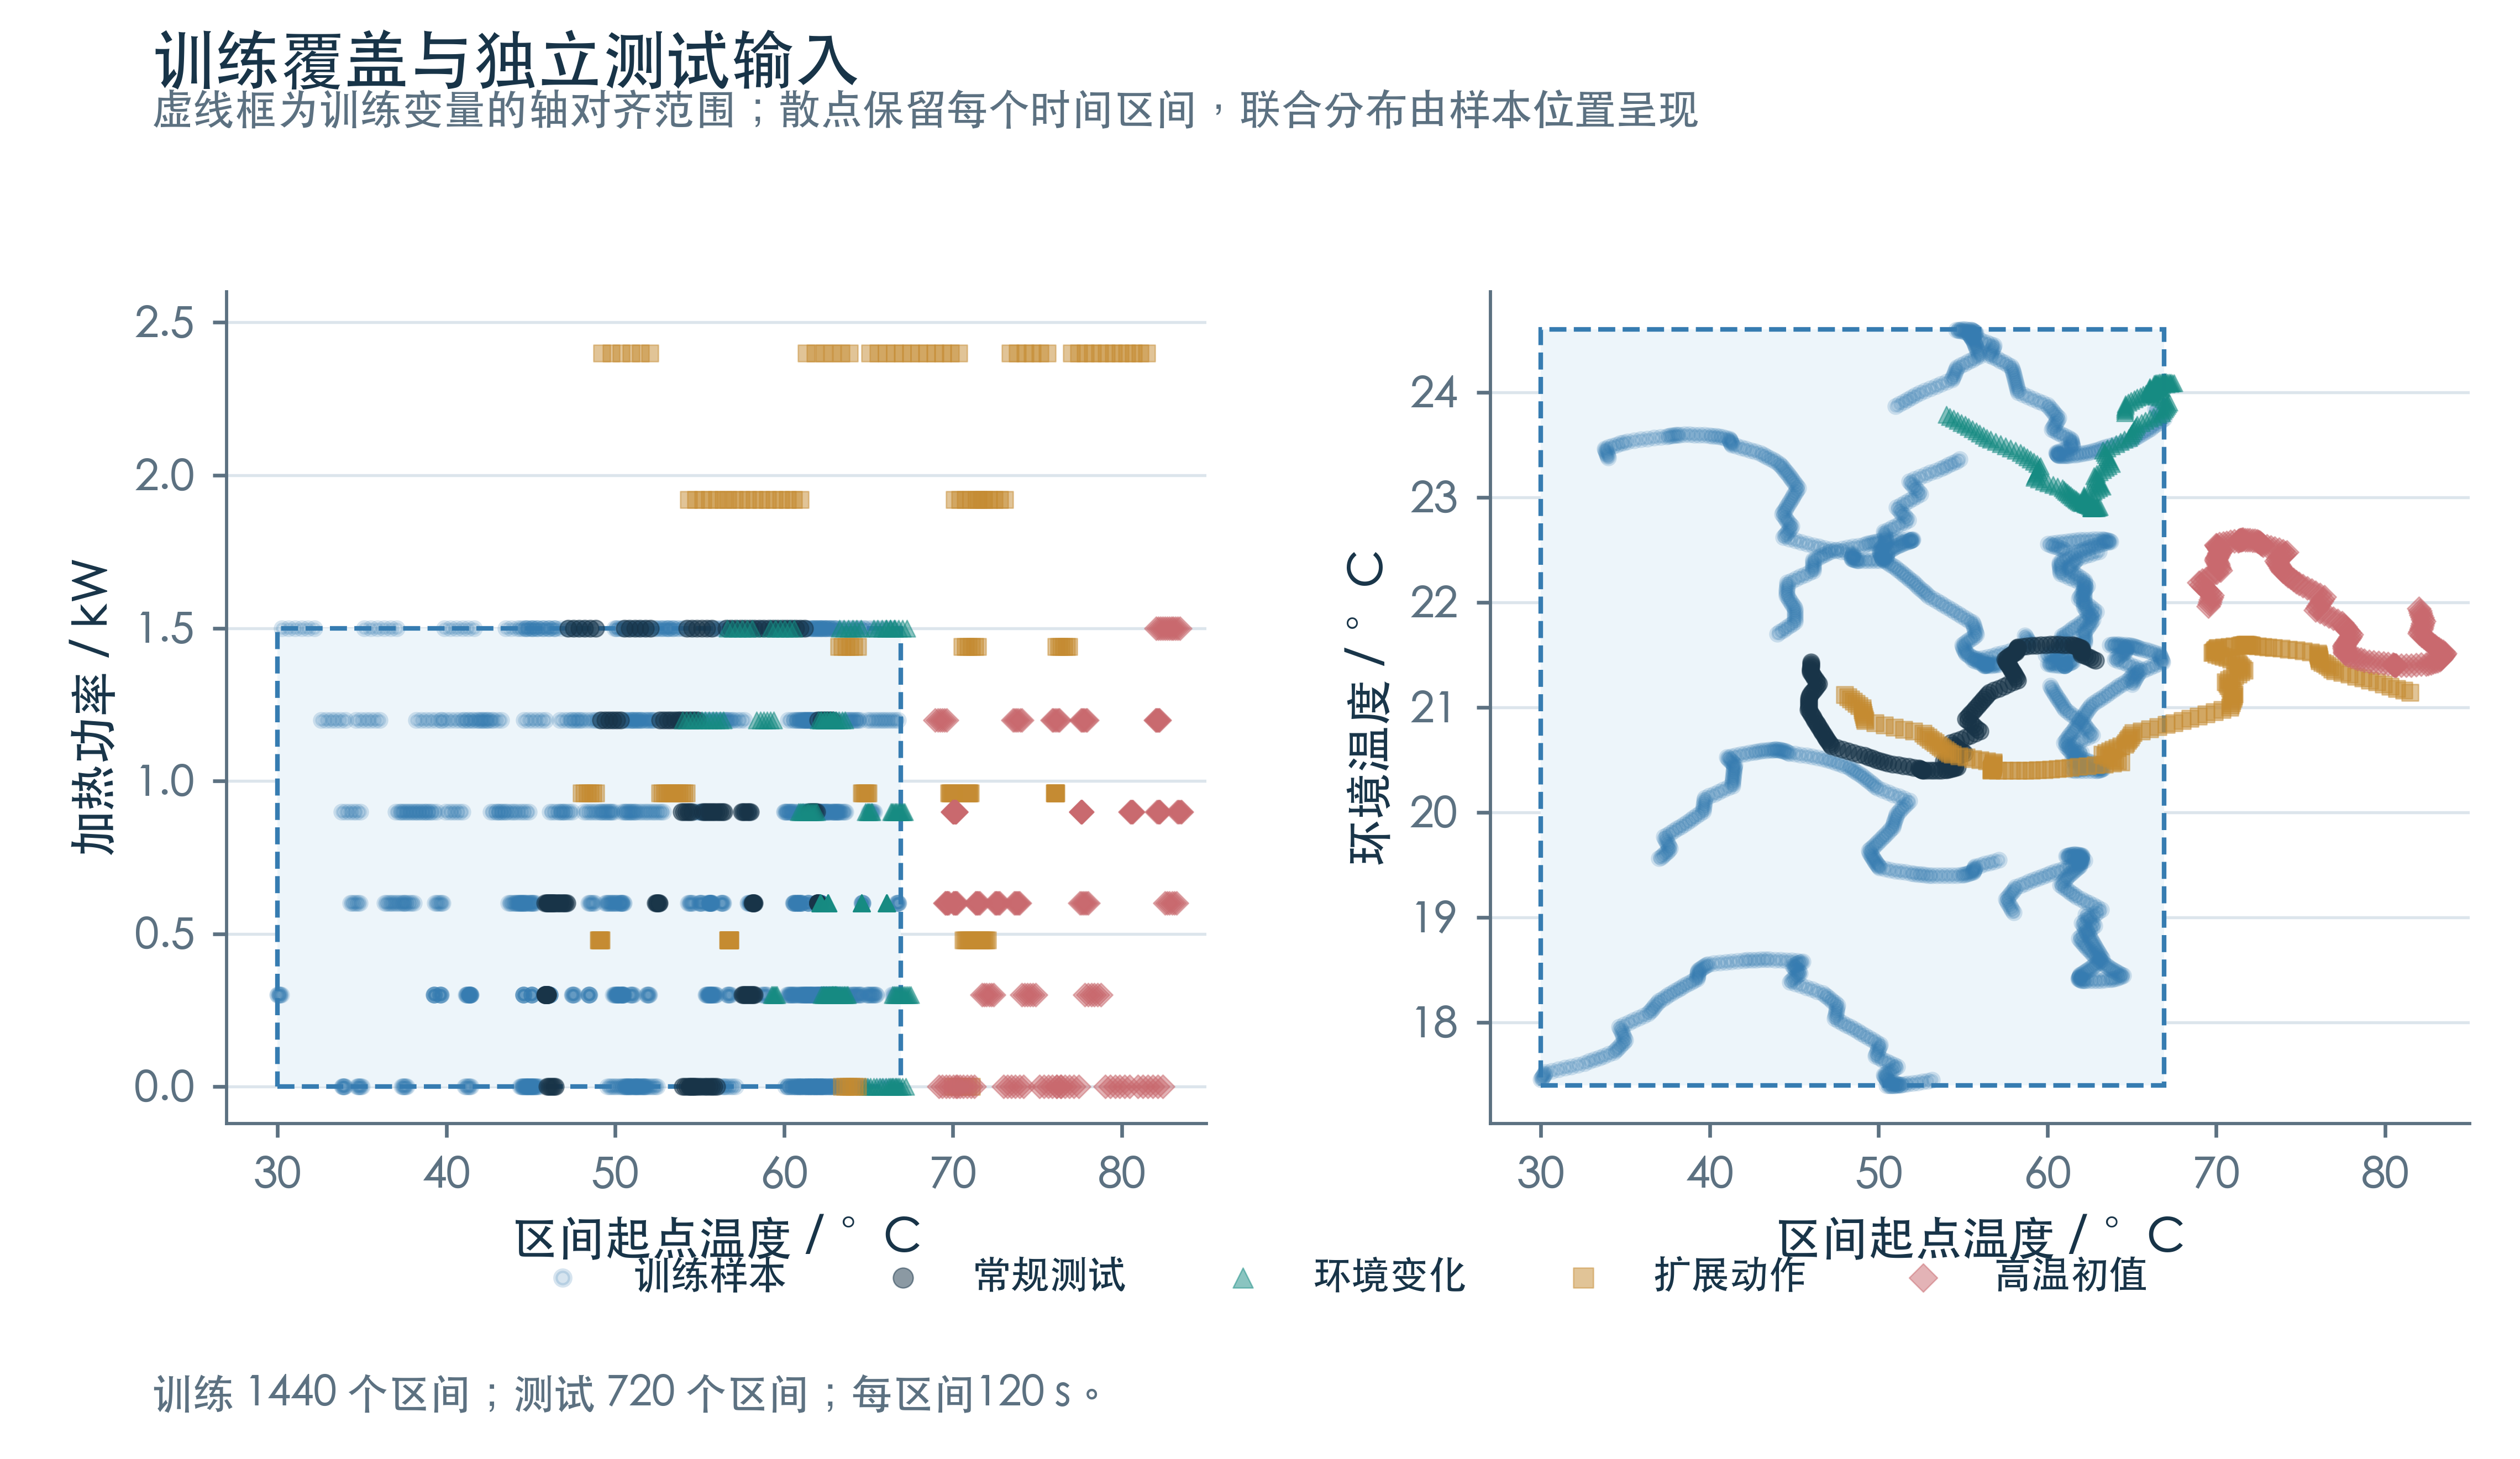 训练覆盖与独立测试输入
虚线框为训练变量的轴对齐范围；散点保留每个时间区间，联合分布由样本位置呈现
加热功率 / kW
2.5
2.0
1.5
1.0
0.5
0.0
30 40 50 60 70 80
区间起点温度 / °C
环境温度 / °C
24
23
22
21
20
19
18
30 40 50 60 70 80
区间起点温度 / °C
训练样本 常规测试 环境变化 扩展动作 高温初值
训练 1440 个区间；测试 720 个区间；每区间120 s。